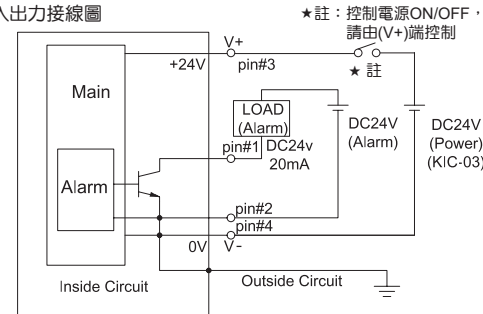 入出力接線圖
★註：控制電源ON/OFF，
請由(V+)端控制
V+
+24V
pin#3
★ 註
Main
LOAD
(Alarm)
DC24V
(Alarm)
DC24V
(Power)
(KIC-03)
pin#1
DC24v
20mA
Alarm
pin#2
pin#4
0V
V-
Inside Circuit
Outside Circuit